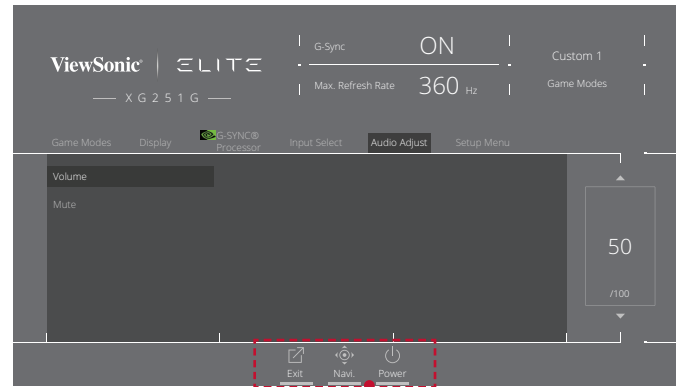 ViewSonic® ELITE
XG251G
G-Sync ON
Max. Refresh Rate 360 Hz
Custom 1
Game Modes
Game Modes Display G-SYNC® Processor Input Select Audio Adjust Setup Menu
Volume
Mute
50
/100
Exit Navi. Power